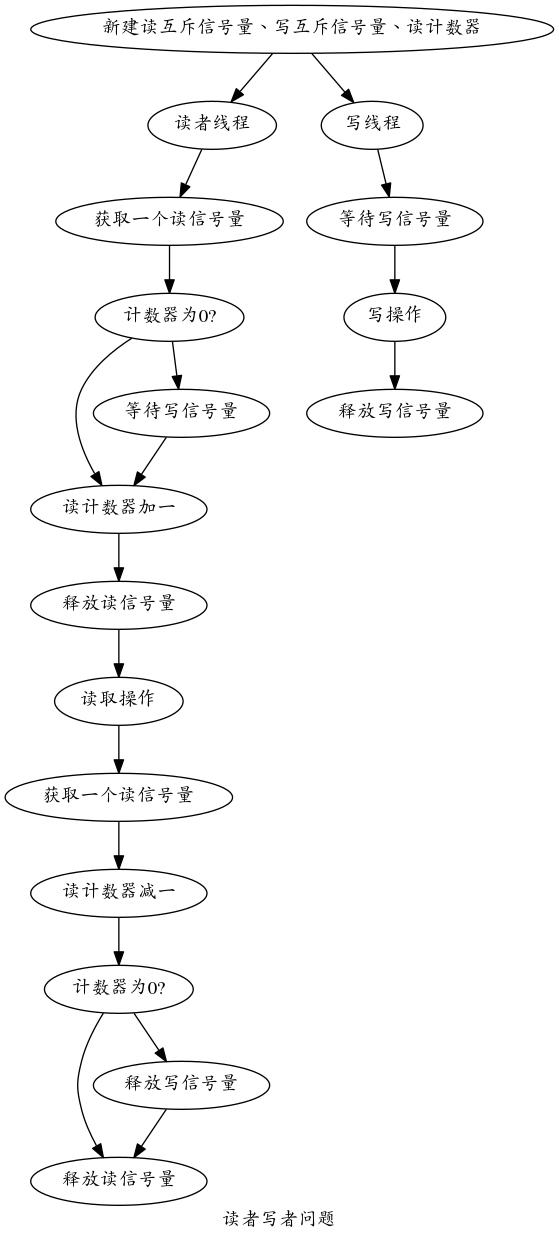 新建读互斥信号量、写互斥信号量、读计数器
读者线程
写线程
获取一个读信号量
等待写信号量
计数器为0?
写操作
等待写信号量
释放写信号量
读计数器加一
释放读信号量
读取操作
获取一个读信号量
读计数器减一
计数器为0?
释放写信号量
释放读信号量
读者写者问题